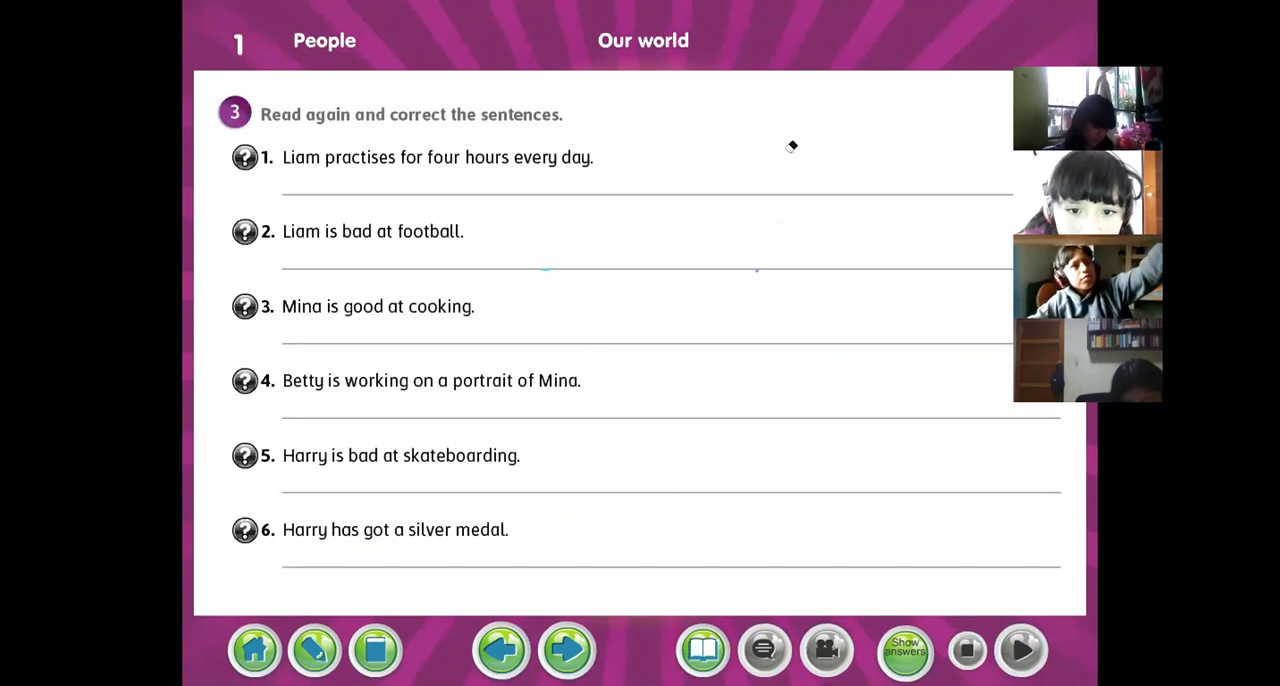 1 People Our world
3 Read again and correct the sentences.
1. Liam practises for four hours every day.
2. Liam is bad at football.
3. Mina is good at cooking.
4. Betty is working on a portrait of Mina.
5. Harry is bad at skateboarding.
6. Harry has got a silver medal.
Show
answers